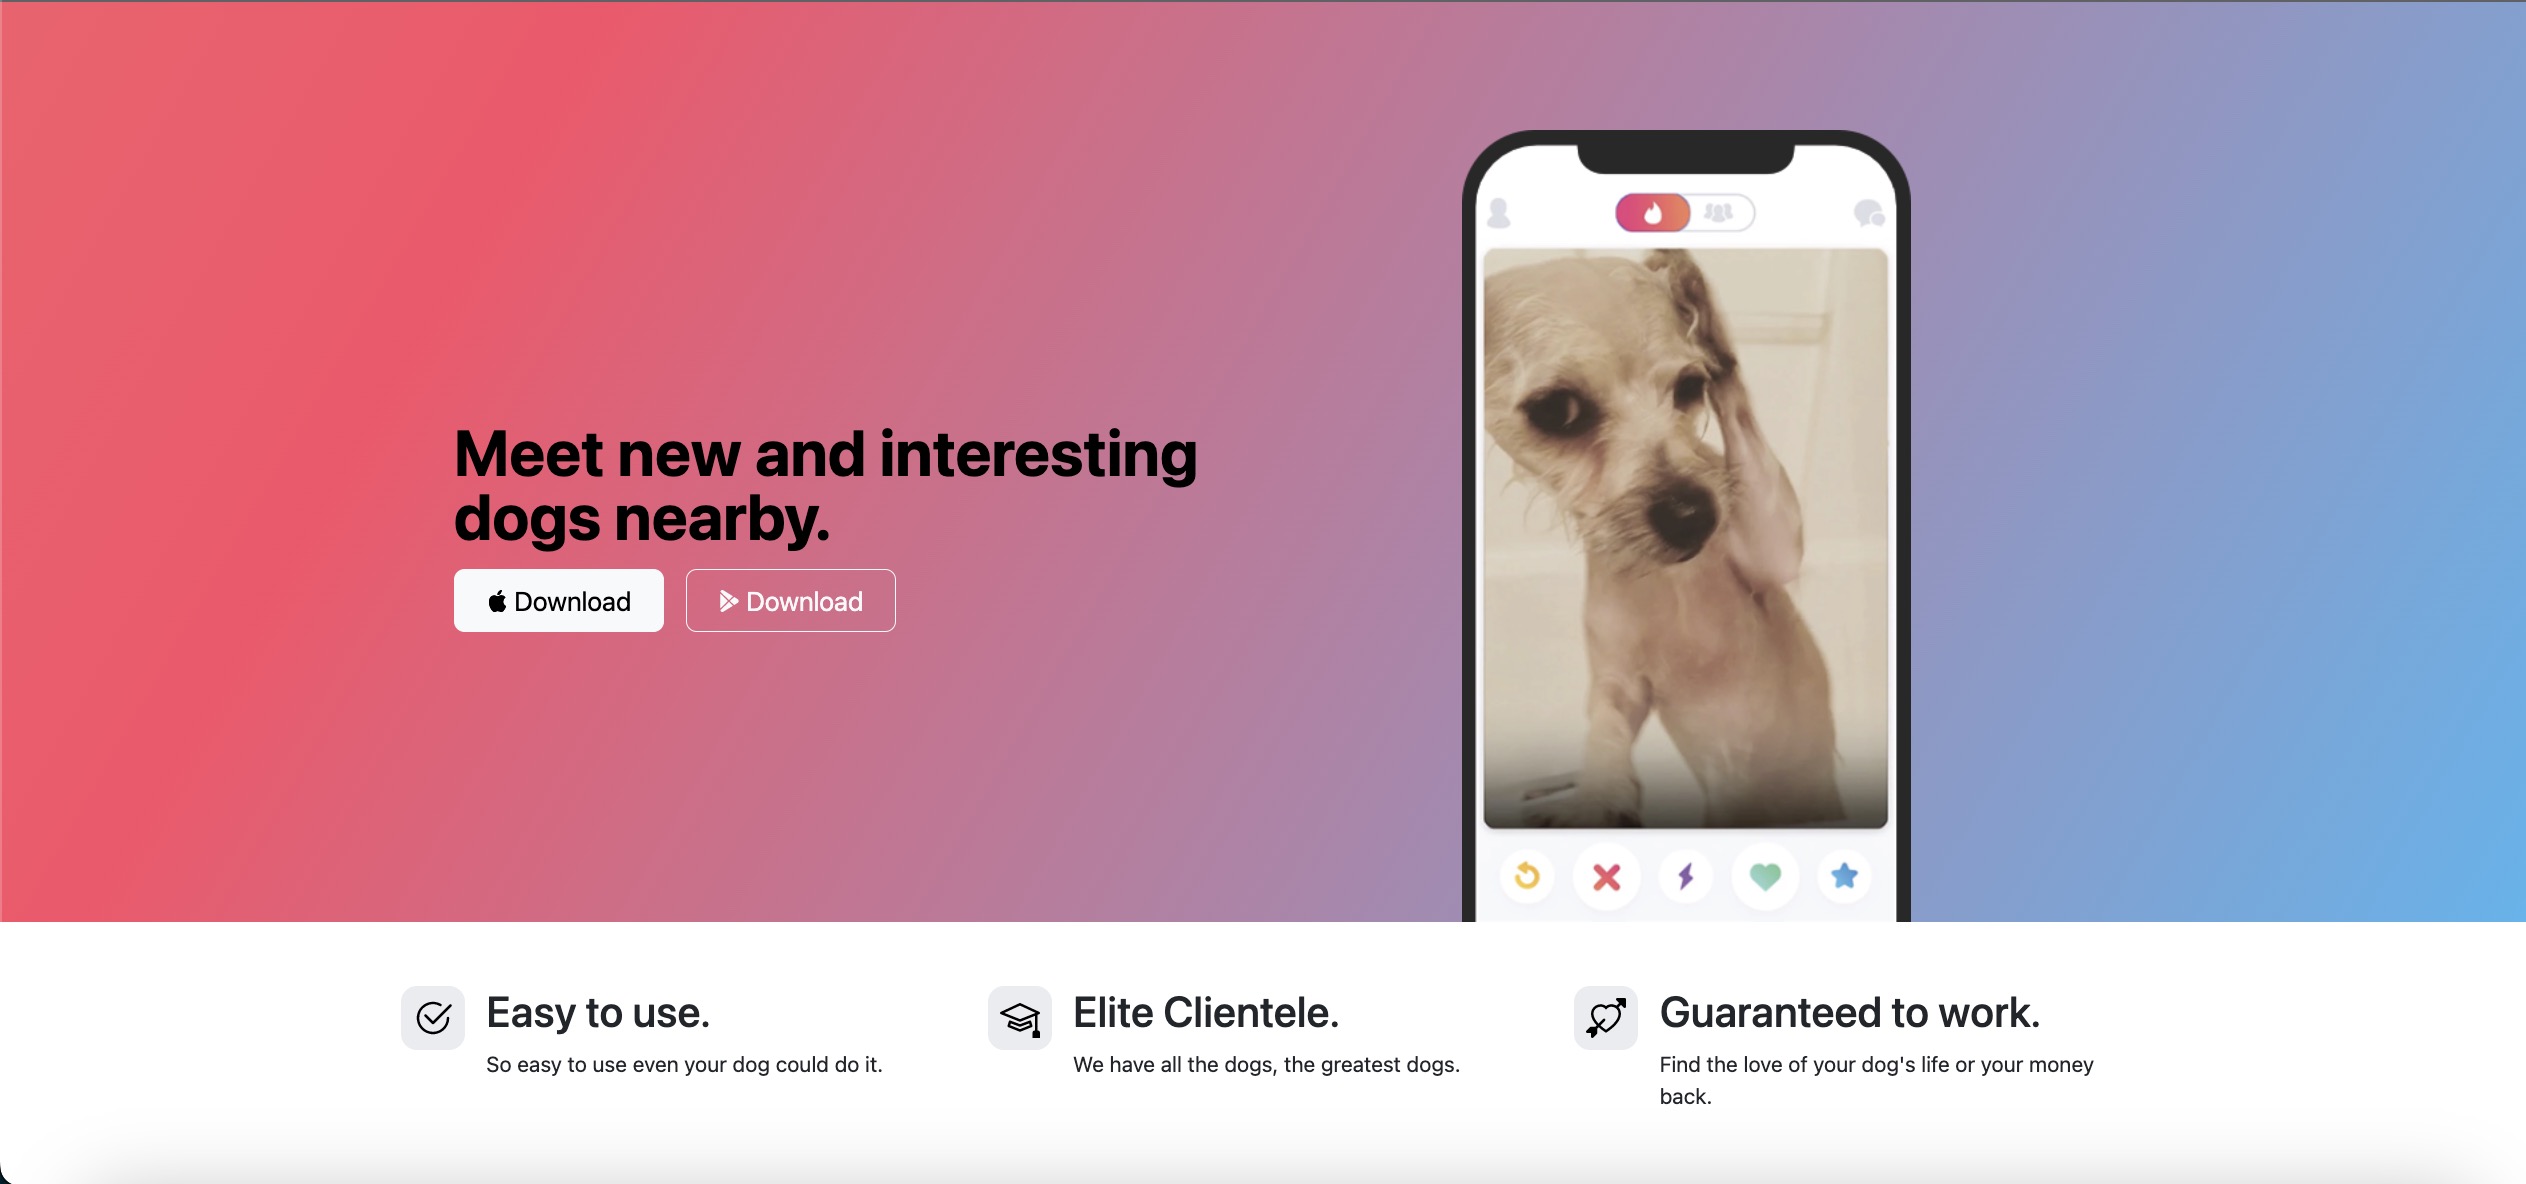 Meet new and interesting
dogs nearby.
Download
Download
Easy to use.
So easy to use even your dog could do it.
Elite Clientele.
We have all the dogs, the greatest dogs.
Guaranteed to work.
Find the love of your dog's life or your money
back.